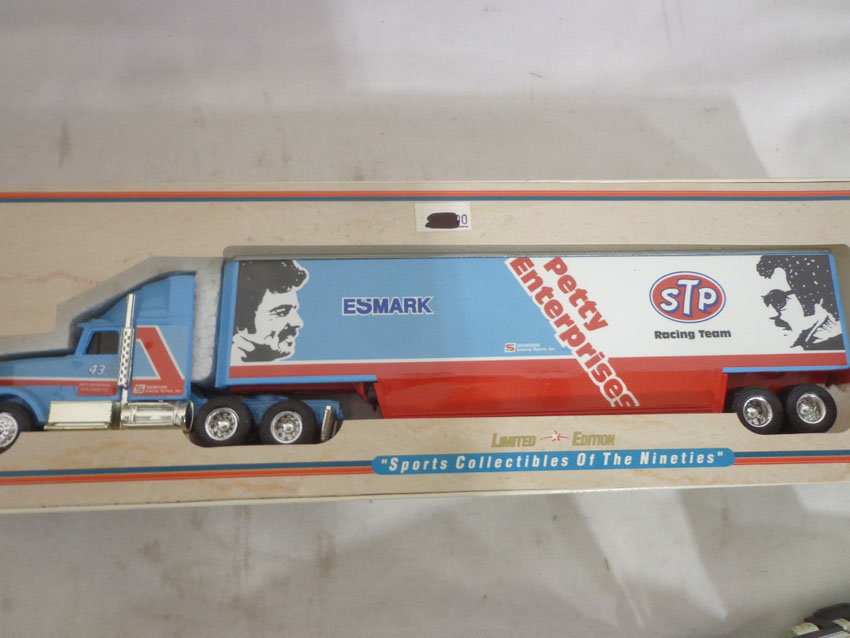 ESMARK
Petty
Enterprises
STP
Racing Team
43
LIMITED EDITION
"Sports Collectibles Of The Nineties"